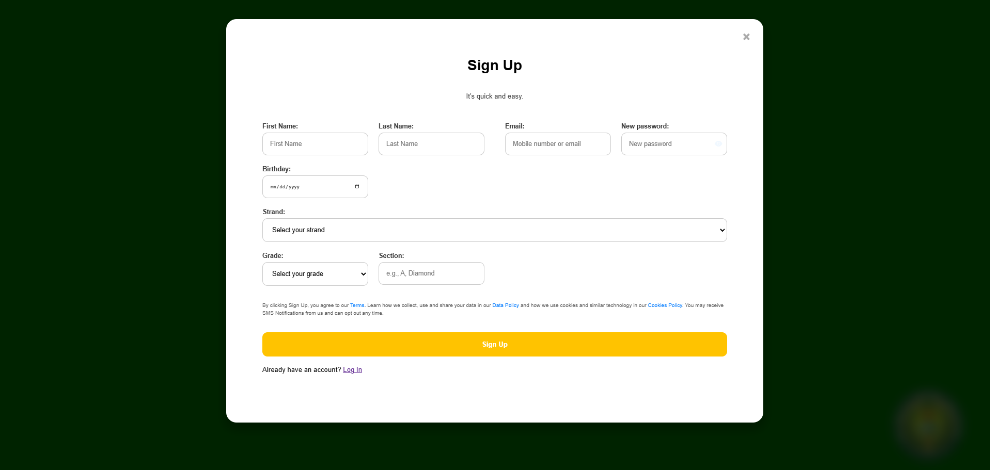 ✖
Sign Up
It's quick and easy.
First Name: Last Name: Email: New password:
First Name Last Name Mobile number or email New password
Birthday:
mm/dd/yyyy
Strand:
Select your strand
Grade: Section:
Select your grade e.g., A, Diamond
By clicking Sign Up, you agree to our Terms. Learn how we collect, use and share your data in our Data Policy and how we use cookies and similar technology in our Cookies Policy. You may receive
SMS Notifications from us and can opt out any time.
Sign Up
Already have an account? Log in